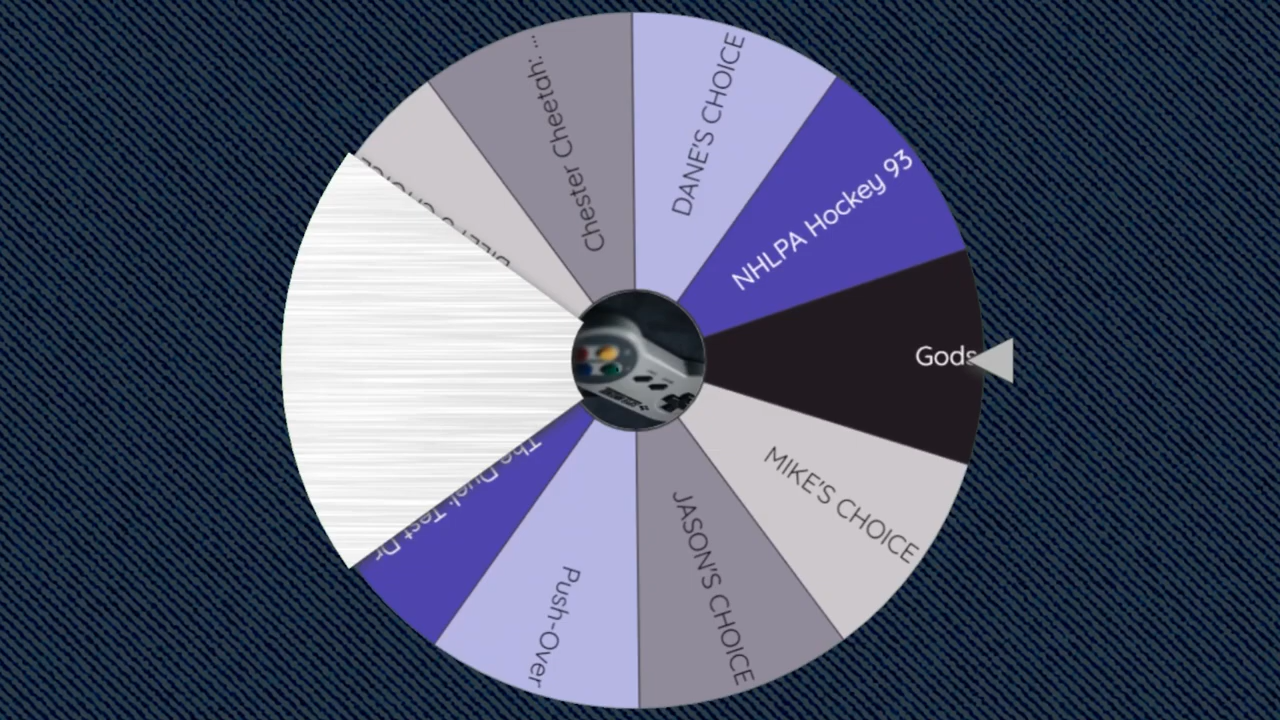 Chester Cheetah: ...
DANE'S CHOICE
NHLPA Hockey 93
Gods
MIKE'S CHOICE
JASON'S CHOICE
Push-Over